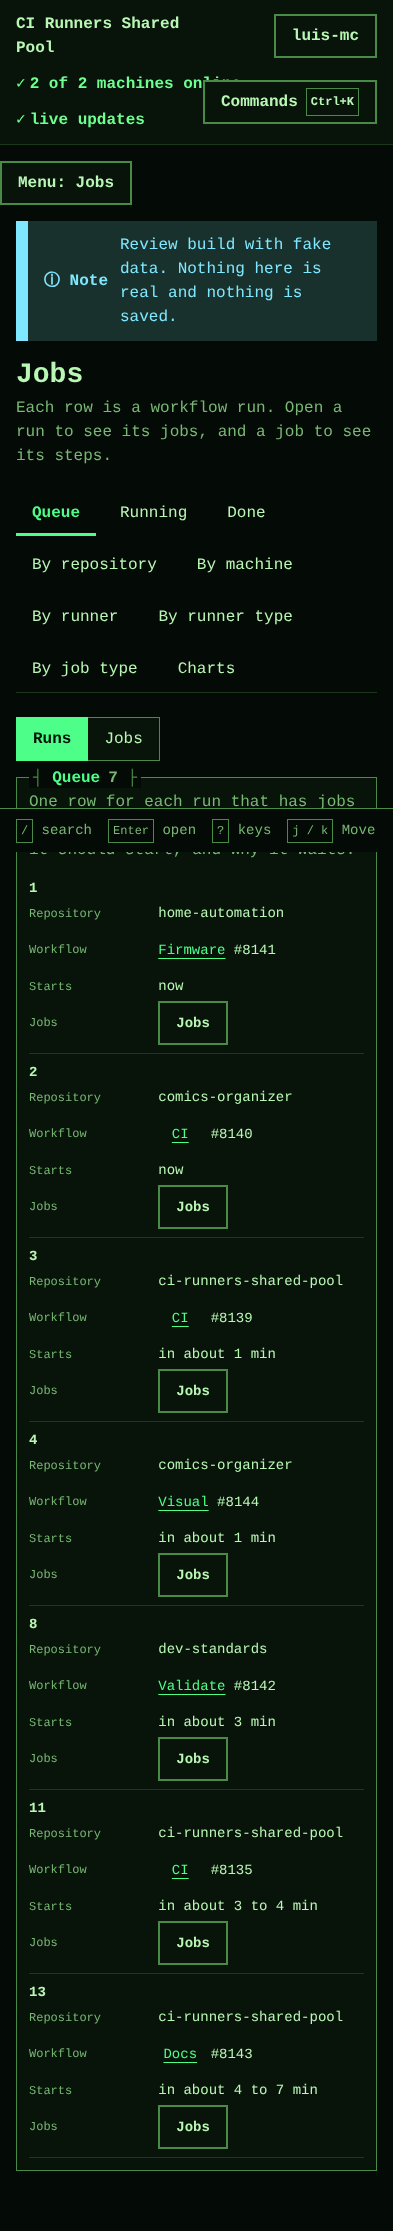 CI Runners Shared
Pool
luis-mc
✓ 2 of 2 machines
Commands Ctrl+K
✓ live updates
Menu: Jobs
ⓘ Note
Review build with fake
data. Nothing here is
real and nothing is
saved.
Jobs
Each row is a workflow run. Open a
run to see its jobs, and a job to see
its steps.
Queue Running Done
By repository By machine
By runner By runner type
By job type Charts
Runs Jobs
Queue 7
One row for each run that has jobs
/ search Enter open ? keys j / k Move
it should start, and why it waits.
1
Repository home-automation
Workflow Firmware #8141
Starts now
Jobs Jobs
2
Repository comics-organizer
Workflow CI #8140
Starts now
Jobs Jobs
3
Repository ci-runners-shared-pool
Workflow CI #8139
Starts in about 1 min
Jobs Jobs
4
Repository comics-organizer
Workflow Visual #8144
Starts in about 1 min
Jobs Jobs
8
Repository dev-standards
Workflow Validate #8142
Starts in about 3 min
Jobs Jobs
11
Repository ci-runners-shared-pool
Workflow CI #8135
Starts in about 3 to 4 min
Jobs Jobs
13
Repository ci-runners-shared-pool
Workflow Docs #8143
Starts in about 4 to 7 min
Jobs Jobs